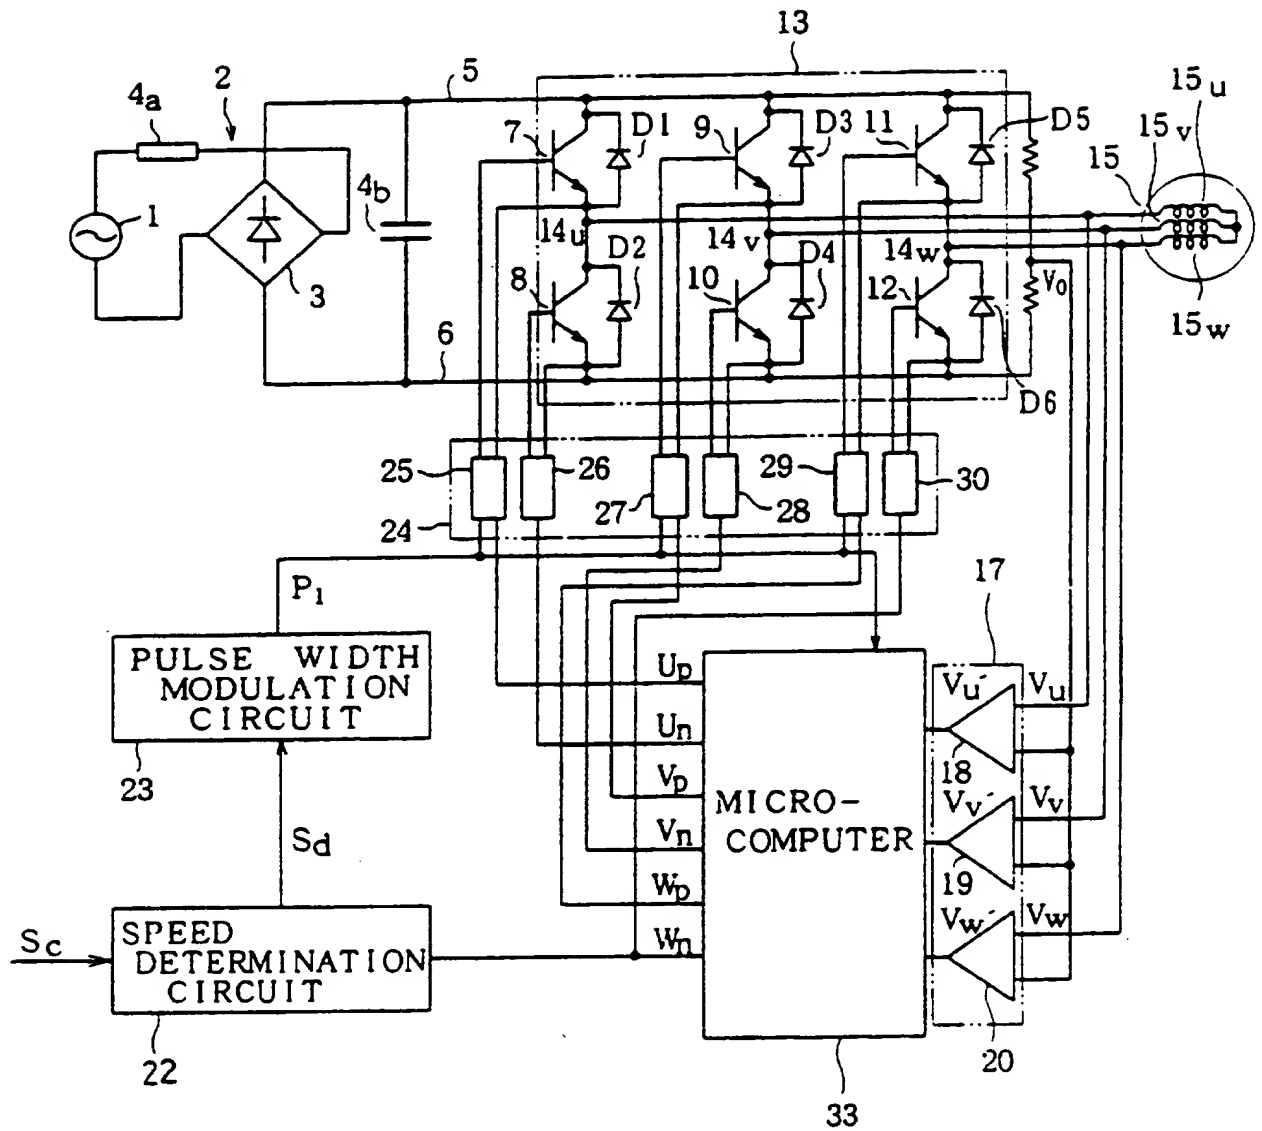 13
5
2
4a
15u
7
D1
9
D3
11
D5
15v
15
1
4b
14u
14v
14w
3
8
D2
10
D4
12
V0
15w
6
D6
25
26
27
28
29
30
24
P1
17
PULSE WIDTH
MODULATION
CIRCUIT
23
Up
Un
Vp
Vn
Wp
Wn
MICRO-
COMPUTER
Vu'
Vu
18
Vv'
Vv
19
Vw'
Vw
20
Sd
Sc
SPEED
DETERMINATION
CIRCUIT
22
33